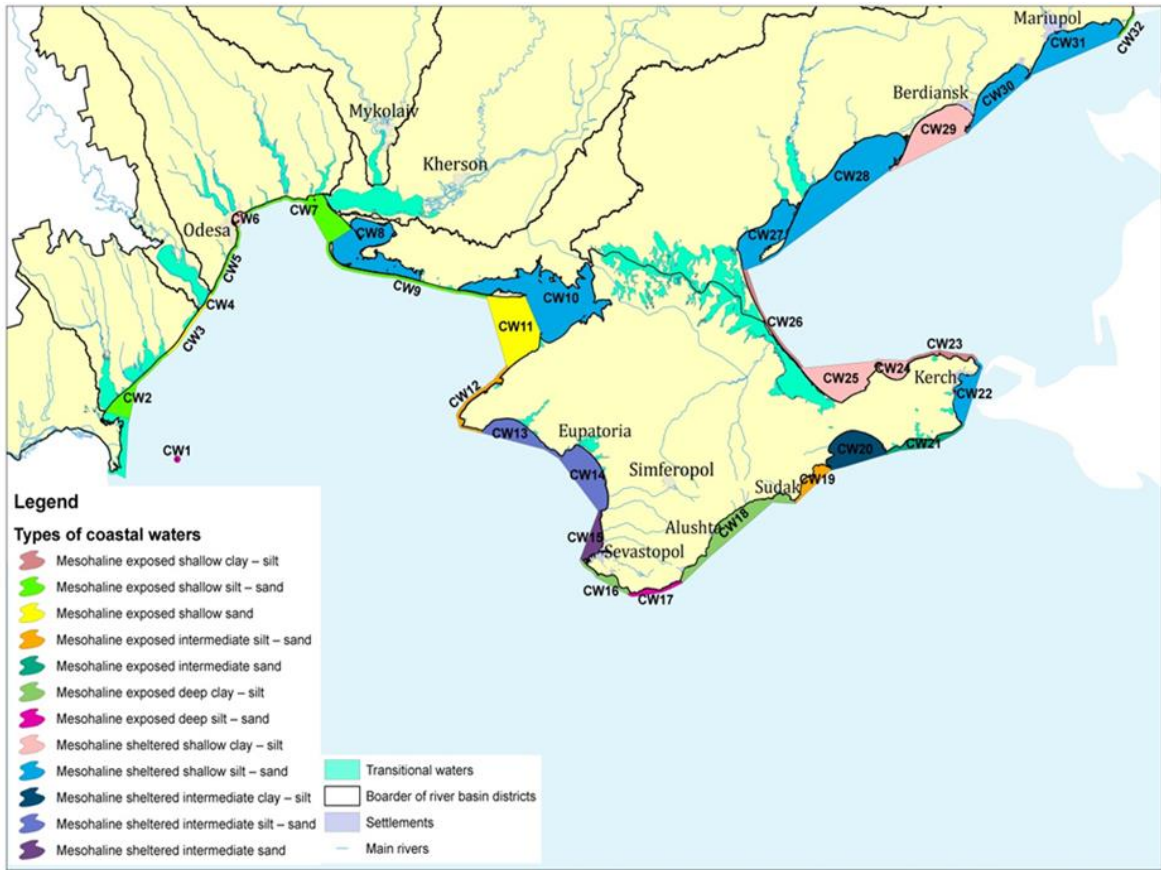 Mariupol
CW32
CW31
Berdiansk
CW30
CW29
Mykolaiv
Kherson
CW28
CW7
CW6
Odesa
CW8
CW27
CW5
CW9
CW10
CW4
CW11
CW26
CW3
CW23
CW24
CW25
Kerch
CW2
CW12
CW22
CW13
Eupatoria
CW21
CW20
CW1
CW14
Simferopol
CW19
Sudak
CW18
Alushta
CW15
Sevastopol
CW16
CW17
Legend
Types of coastal waters
Mesohaline exposed shallow clay – silt
Mesohaline exposed shallow silt – sand
Mesohaline exposed shallow sand
Mesohaline exposed intermediate silt – sand
Mesohaline exposed intermediate sand
Mesohaline exposed deep clay – silt
Mesohaline exposed deep silt – sand
Mesohaline sheltered shallow clay – silt
Mesohaline sheltered shallow silt – sand
Mesohaline sheltered intermediate clay – silt
Mesohaline sheltered intermediate silt – sand
Mesohaline sheltered intermediate sand
Transitional waters
Boarder of river basin districts
Settlements
Main rivers